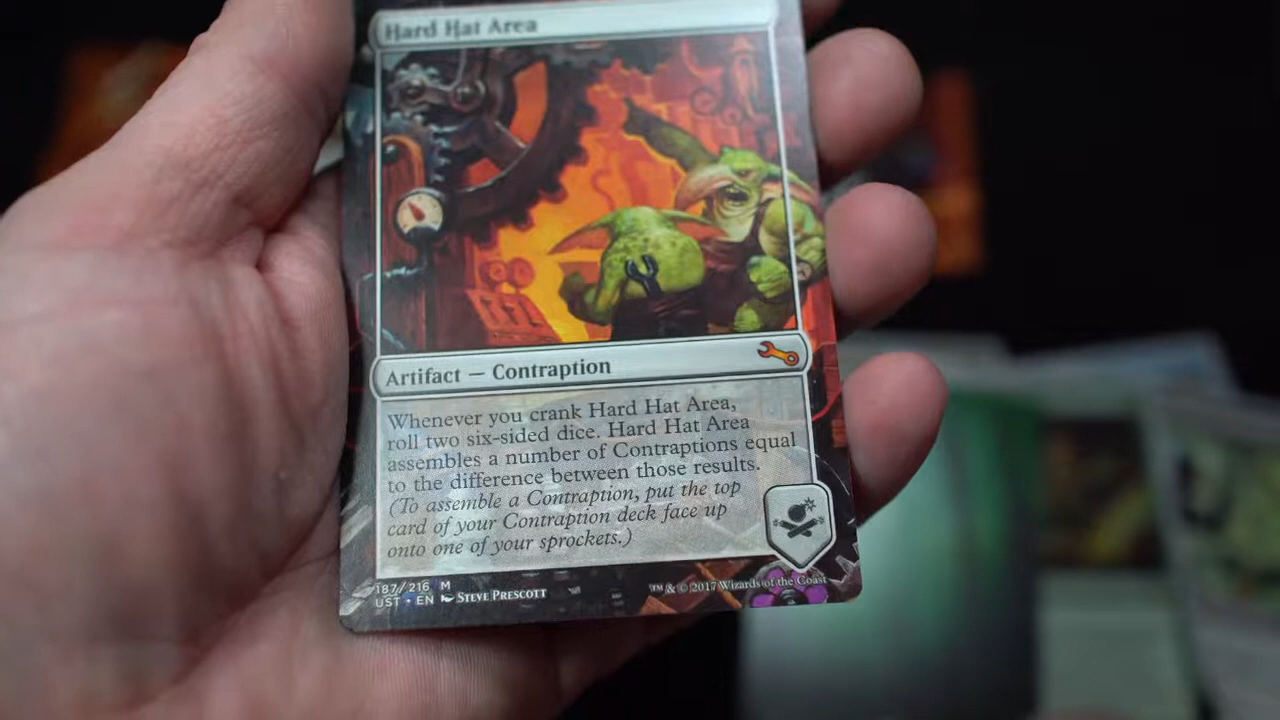 Hard Hat Area
Artifact — Contraption
Whenever you crank Hard Hat Area,
roll two six-sided dice. Hard Hat Area
assembles a number of Contraptions equal
to the difference between those results.
(To assemble a Contraption, put the top
card of your Contraption deck face up
onto one of your sprockets.)
187/216 M
UST • EN Steve Prescott
™ & © 2017 Wizards of the Coast